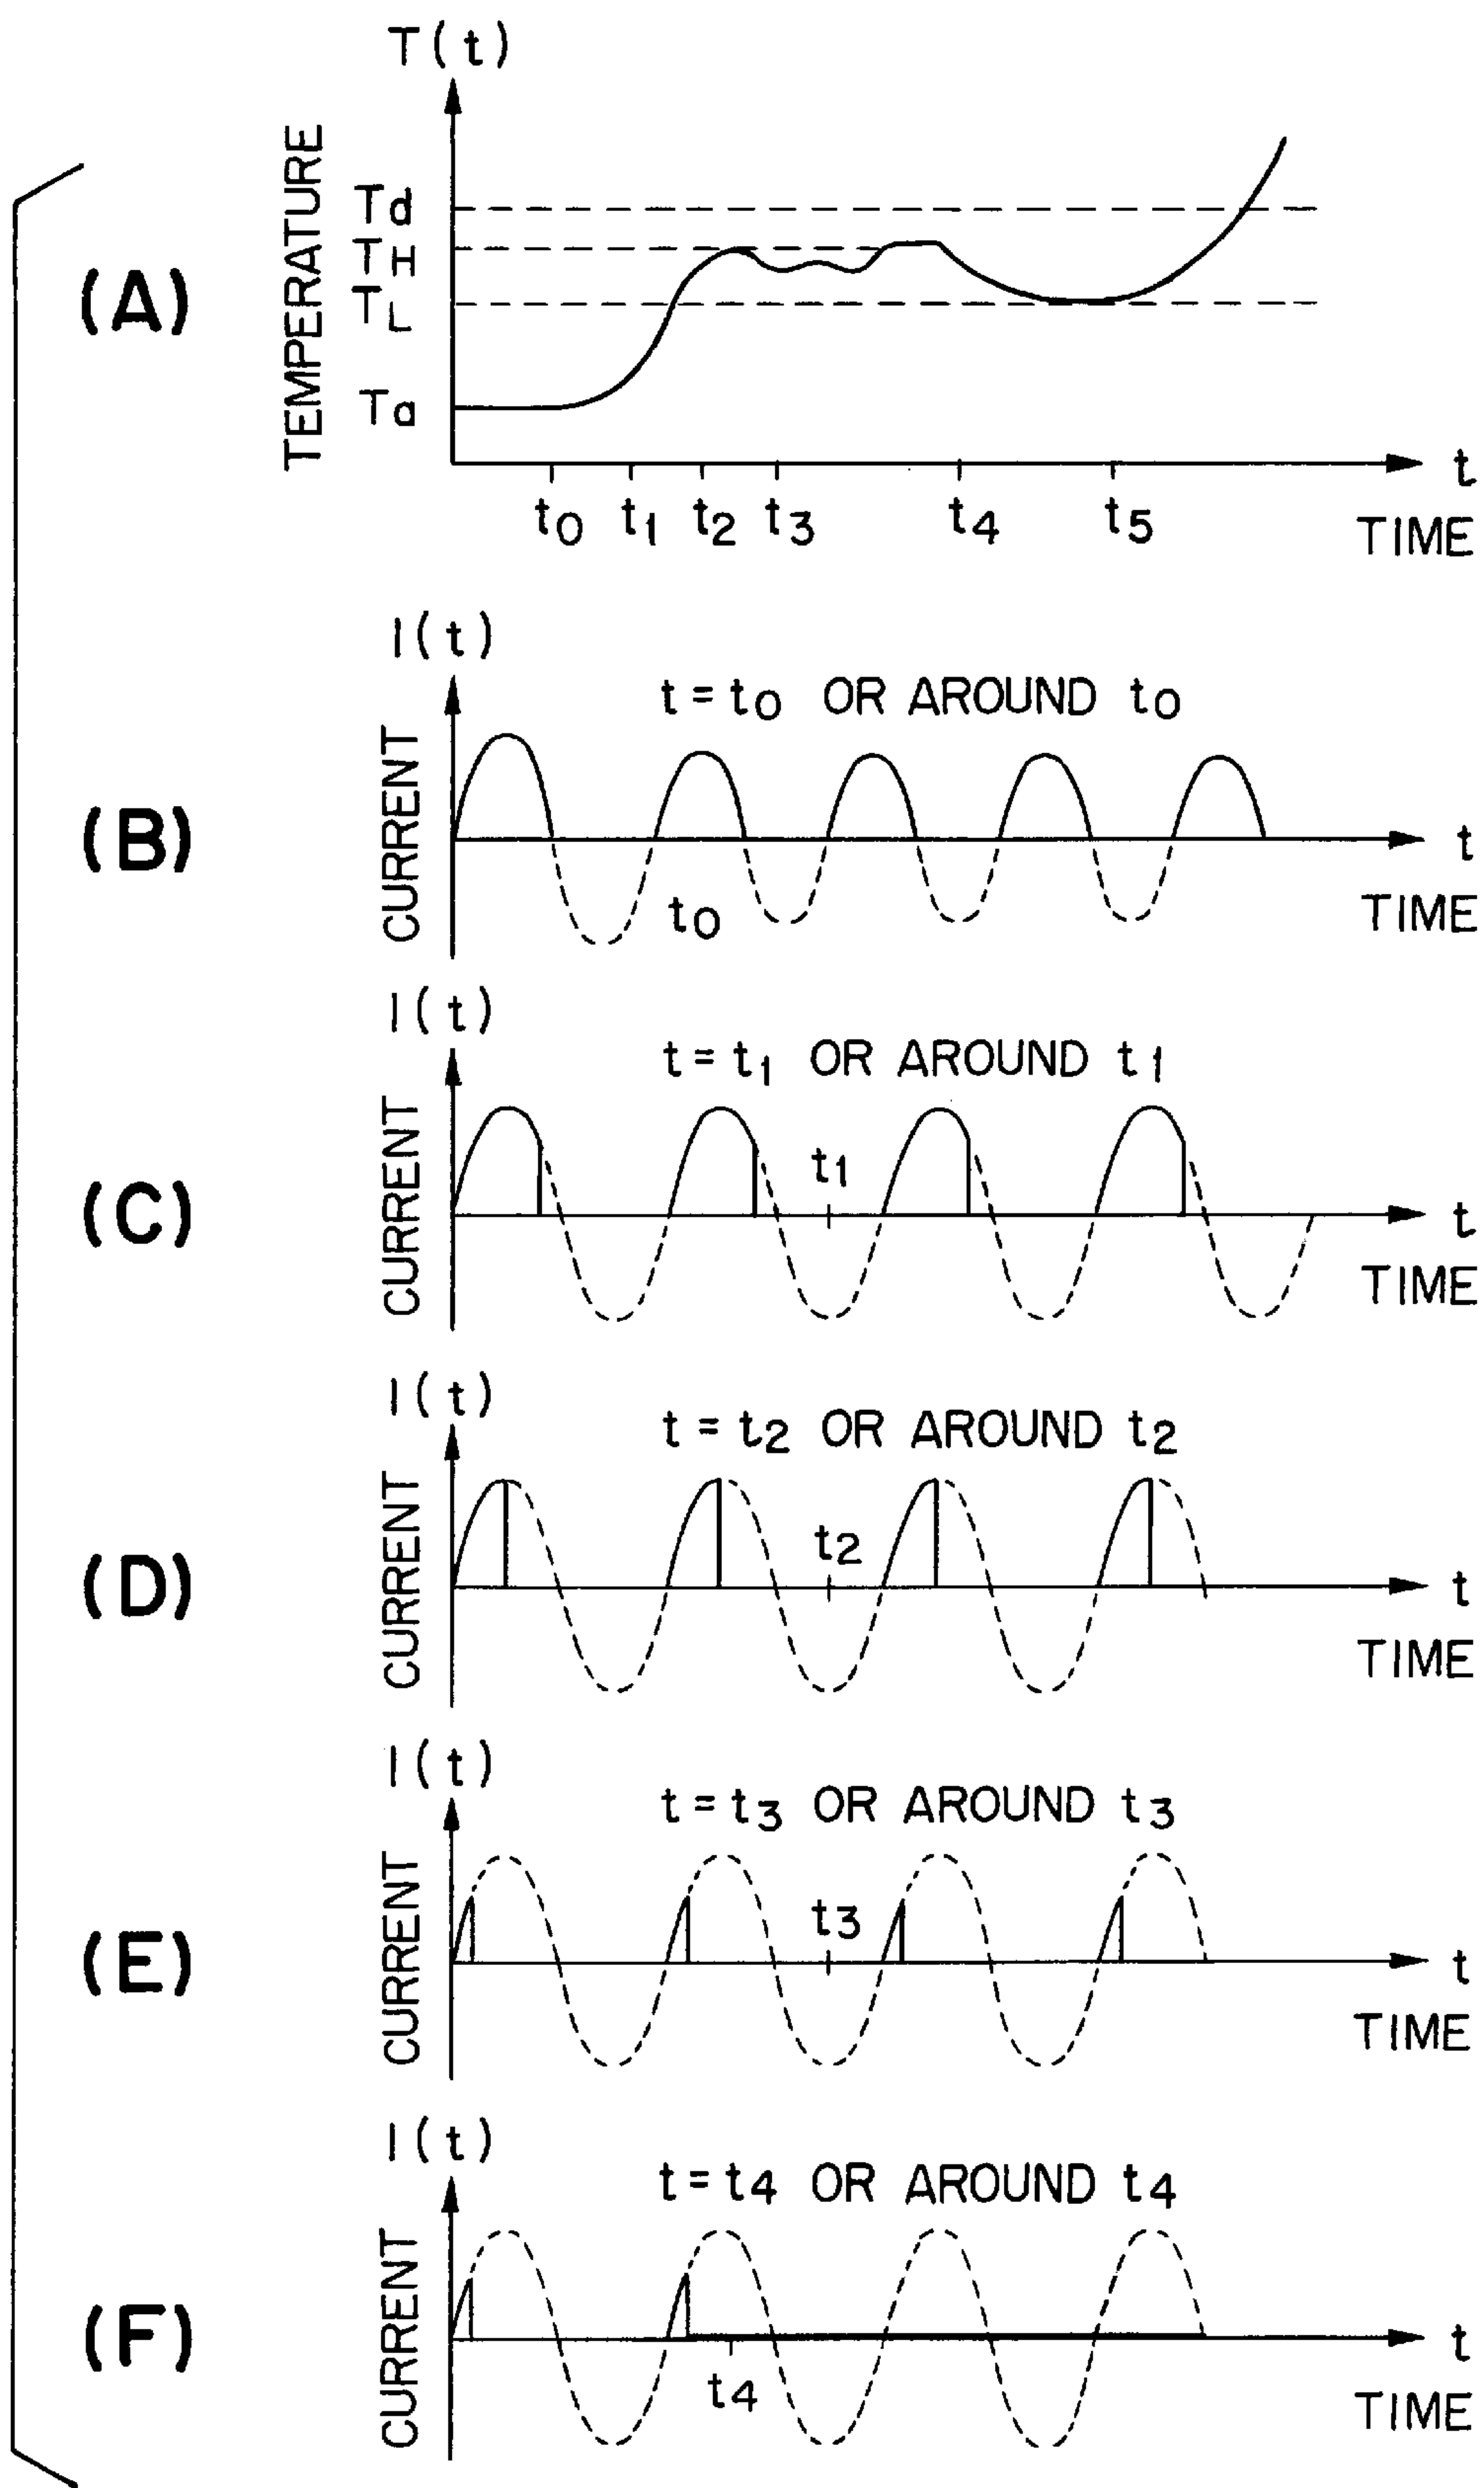 (A)
T(t)
TEMPERATURE
Td
TH
TL
Ta
t0 t1 t2 t3 t4 t5
t
TIME
(B)
I(t)
CURRENT
t = t0 OR AROUND t0
t0
t
TIME
(C)
I(t)
CURRENT
t = t1 OR AROUND t1
t1
t
TIME
(D)
I(t)
CURRENT
t = t2 OR AROUND t2
t2
t
TIME
(E)
I(t)
CURRENT
t = t3 OR AROUND t3
t3
t
TIME
(F)
I(t)
CURRENT
t = t4 OR AROUND t4
t4
t
TIME